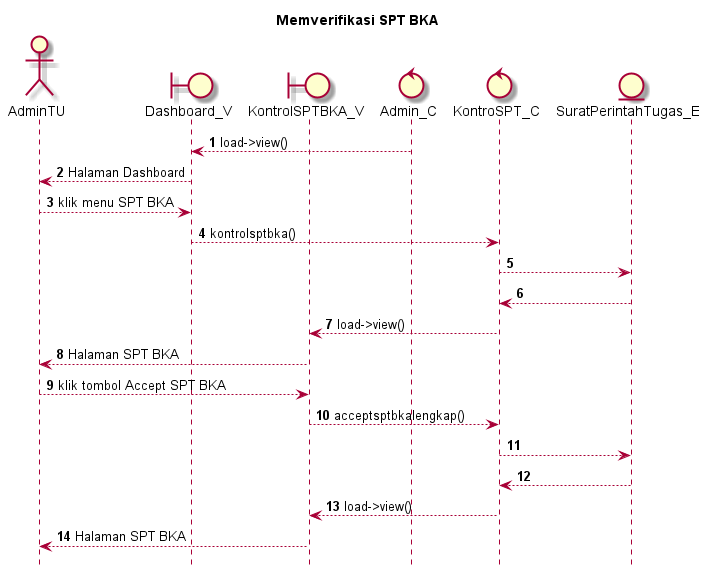 Memverifikasi SPT BKA
AdminTU
Dashboard_V
KontrolSPTBKA_V
Admin_C
KontroSPT_C
SuratPerintahTugas_E
1 load->view()
2 Halaman Dashboard
3 klik menu SPT BKA
4 kontrolsptbka()
5
6
7 load->view()
8 Halaman SPT BKA
9 klik tombol Accept SPT BKA
10 acceptsptbkalengkap()
11
12
13 load->view()
14 Halaman SPT BKA